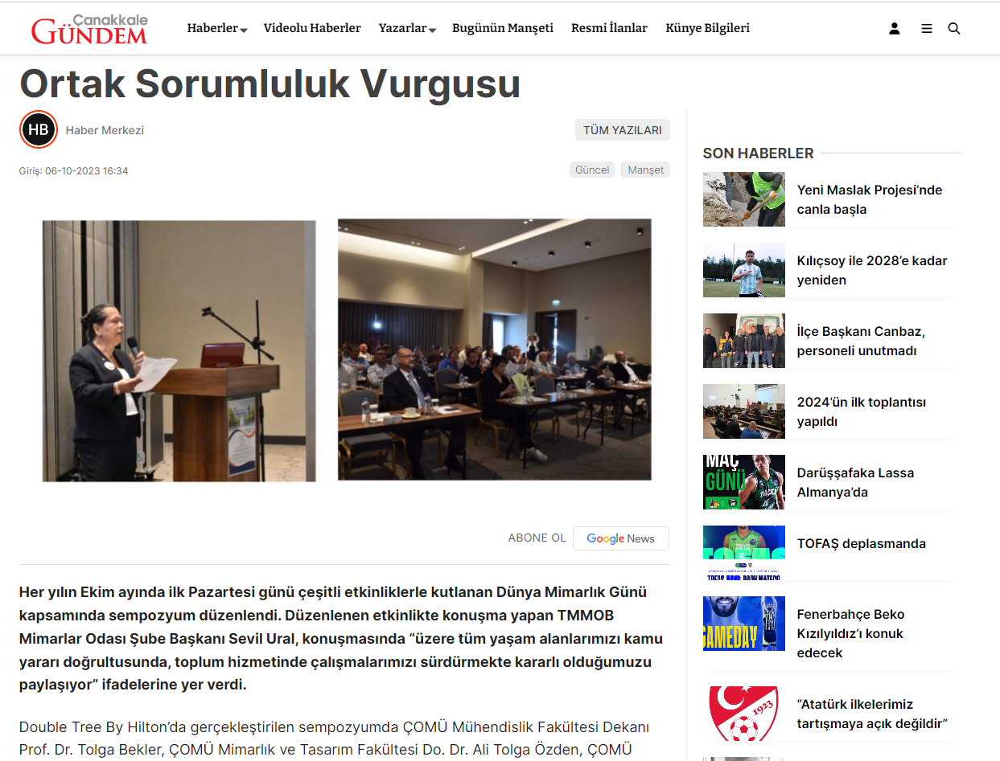 Çanakkale
GÜNDEM
Haberler Videolu Haberler Yazarlar Bugünün Manşeti Resmi İlanlar Künye Bilgileri
Ortak Sorumluluk Vurgusu
HB Haber Merkezi
TÜM YAZILARI
Giriş: 06-10-2023 16:34
Güncel Manşet
ABONE OL Google News
Her yılın Ekim ayında ilk Pazartesi günü çeşitli etkinliklerle kutlanan Dünya Mimarlık Günü
kapsamında sempozyum düzenlendi. Düzenlenen etkinlikte konuşma yapan TMMOB
Mimarlar Odası Şube Başkanı Sevil Ural, konuşmasında “üzere tüm yaşam alanlarımızı kamu
yararı doğrultusunda, toplum hizmetinde çalışmalarımızı sürdürmekte kararlı olduğumuzu
paylaşıyor” ifadelerine yer verdi.
Double Tree By Hilton’da gerçekleştirilen sempozyumda ÇOMÜ Mühendislik Fakültesi Dekanı
Prof. Dr. Tolga Bekler, ÇOMÜ Mimarlık ve Tasarım Fakültesi Do. Dr. Ali Tolga Özden, ÇOMÜ
SON HABERLER
Yeni Maslak Projesi’nde
canla başla
Kılıçsoy ile 2028’e kadar
yeniden
İlçe Başkanı Canbaz,
personeli unutmadı
2024’ün ilk toplantısı
yapıldı
MAÇ
GÜNÜ
Darüşşafaka Lassa
Almanya’da
TOFAŞ deplasmanda
GAMEDAY
Fenerbahçe Beko
Kızılyıldız’ı konuk
edecek
1923
“Atatürk ilkelerimiz
tartışmaya açık değildir”